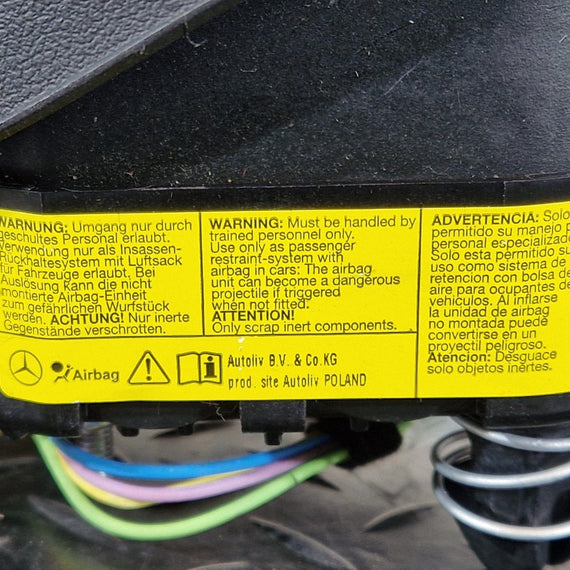 WARNUNG: Umgang nur durch
geschultes Personal erlaubt.
Verwendung nur als Insassen-
Rückhaltesystem mit Luftsack
für Fahrzeuge erlaubt. Bei
Auslösung kann die nicht
montierte Airbag-Einheit
zum gefährlichen Wurfstück
werden. ACHTUNG! Nur inerte
Gegenstände verschrotten.
WARNING: Must be handled by
trained personnel only.
Use only as passenger
restraint-system with
airbag in cars: The airbag
unit can become a dangerous
projectile if triggered
when not fitted.
ATTENTION!
Only scrap inert components.
ADVERTENCIA: Solo
permitido su manejo p
personal especializado
Solo esta permitido su
uso como sistema de
retencion con bolsa de
aire para ocupantes de
vehiculos. Al inflarse
la unidad de airbag
no montada puede
convertirse en un
proyectil peligroso.
Atencion: Desguace
solo objetos inertes.
Airbag
Autoliv B.V. & Co.KG
prod. site Autoliv POLAND